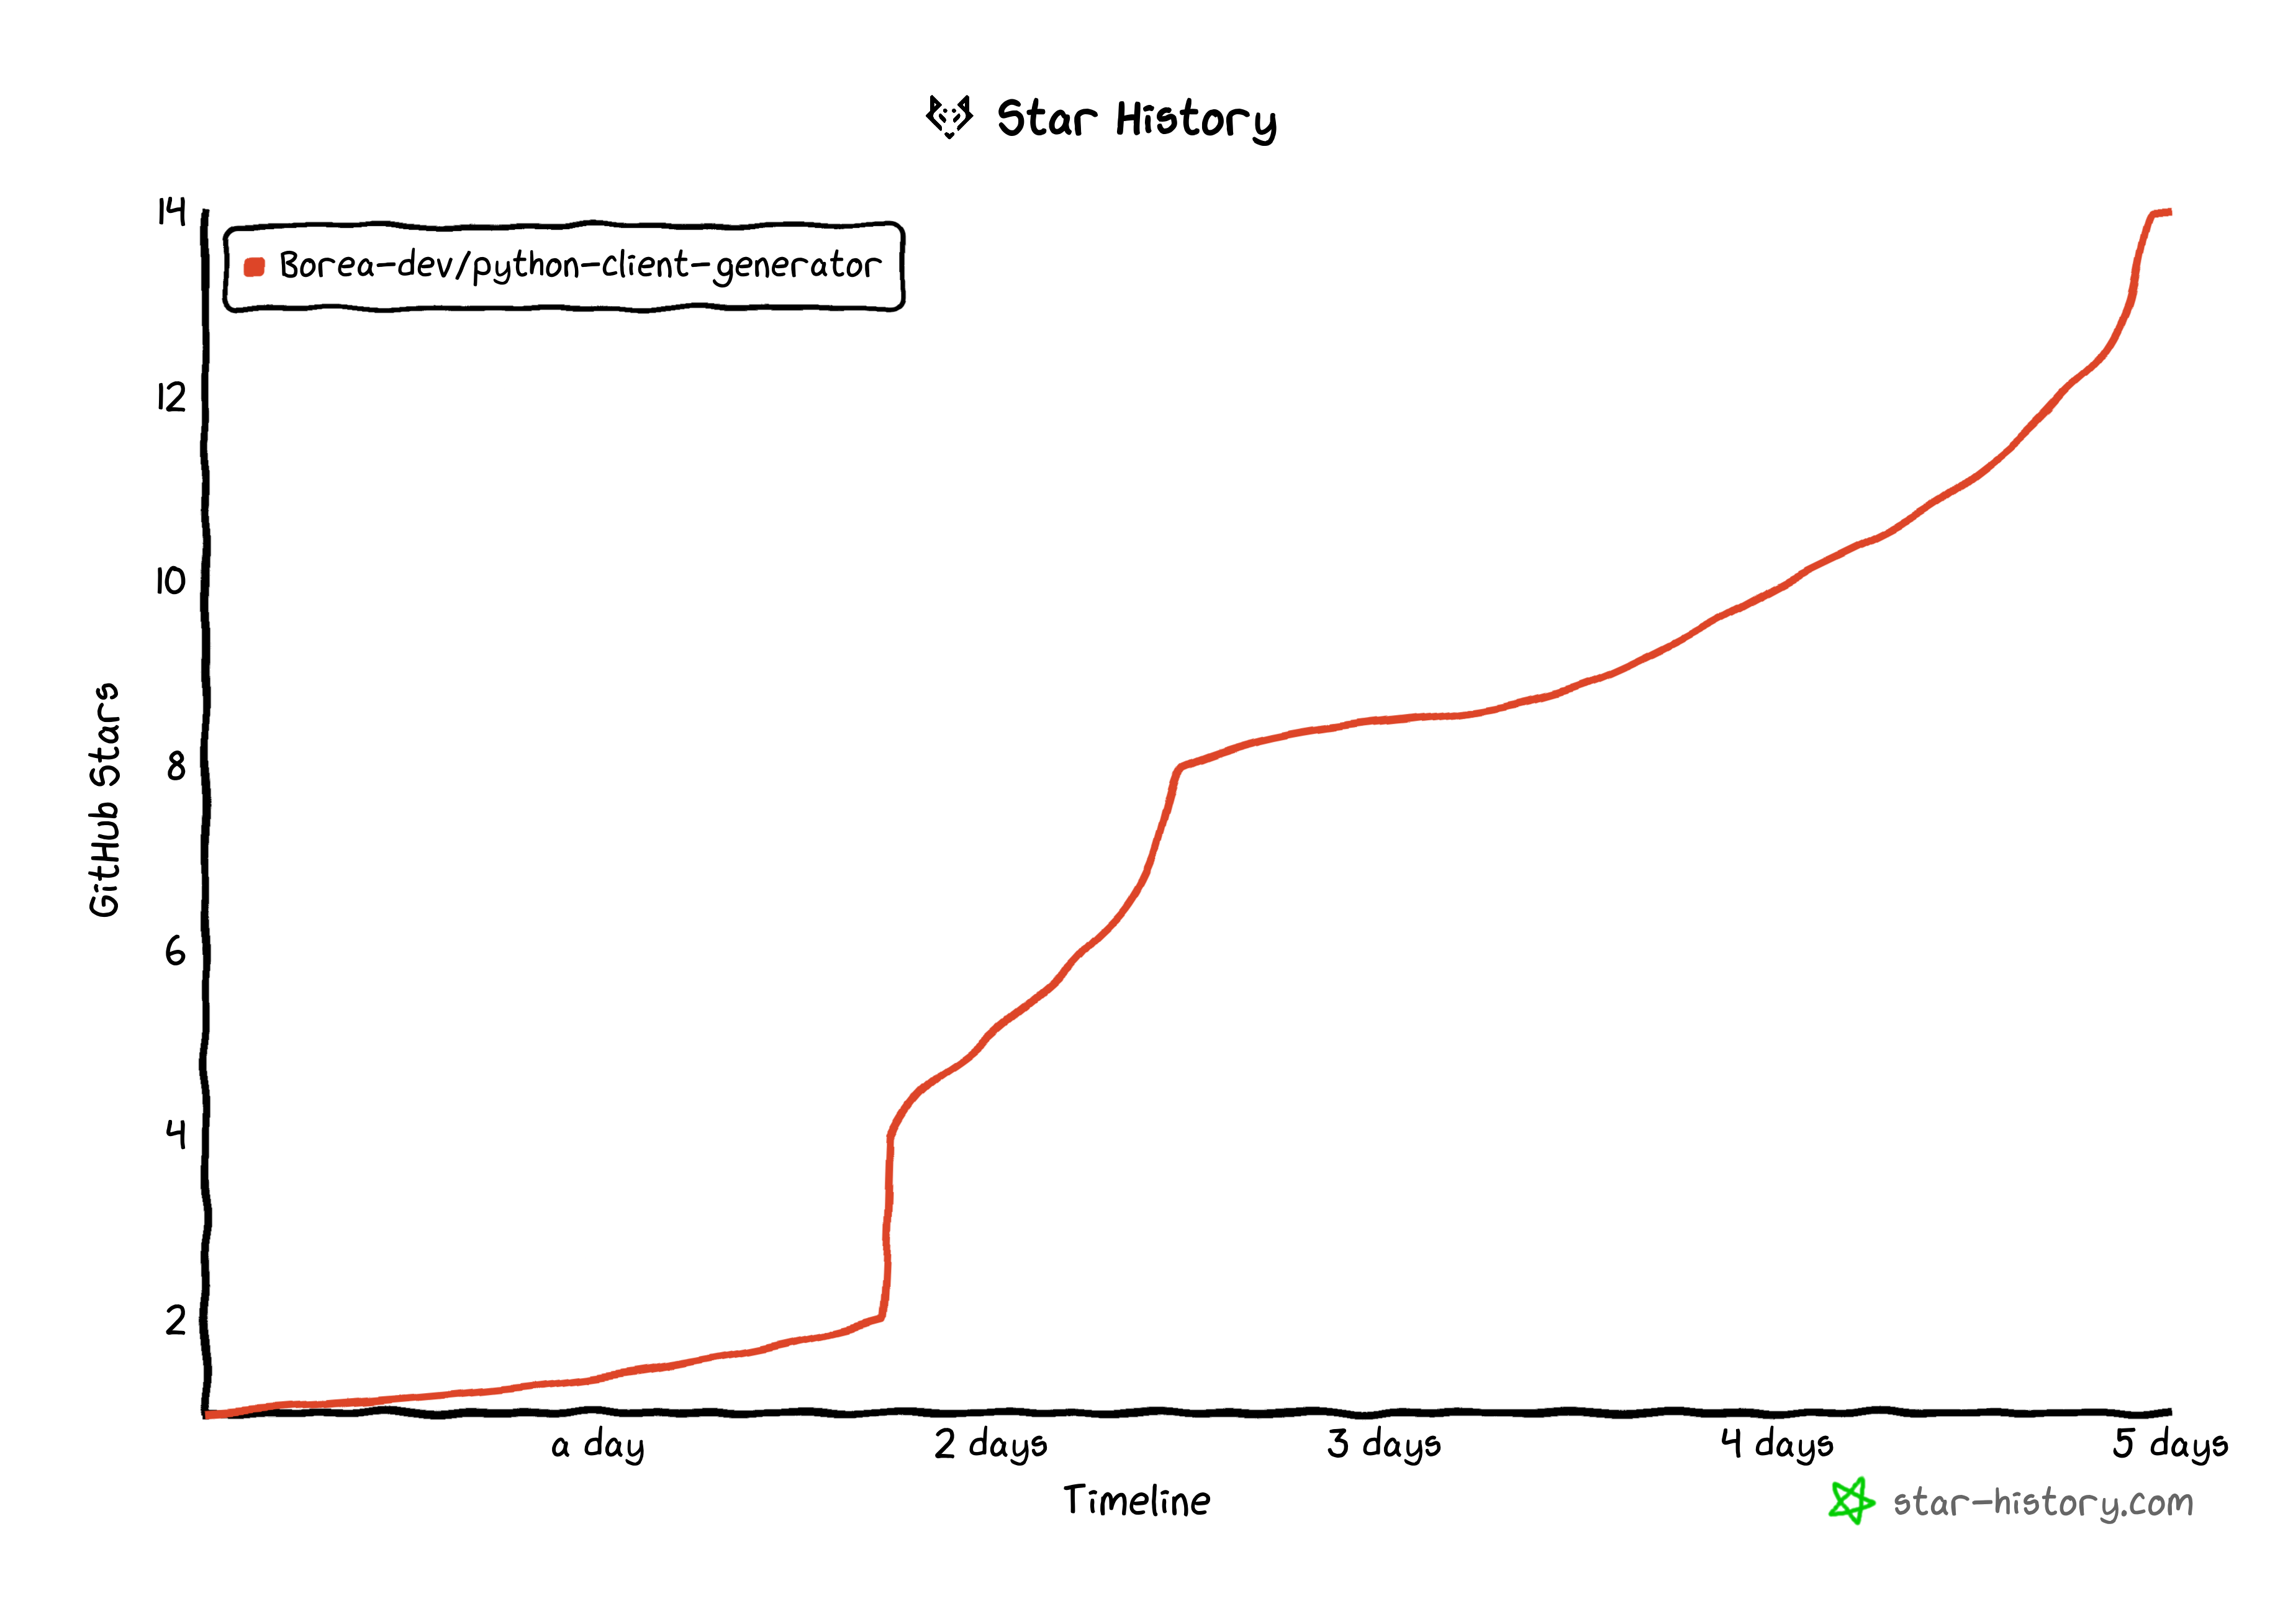 Star History
14
Borea-dev/python-client-generator
12
10
8
6
4
2
GitHub Stars
a day 2 days 3 days 4 days 5 days
Timeline
star-history.com